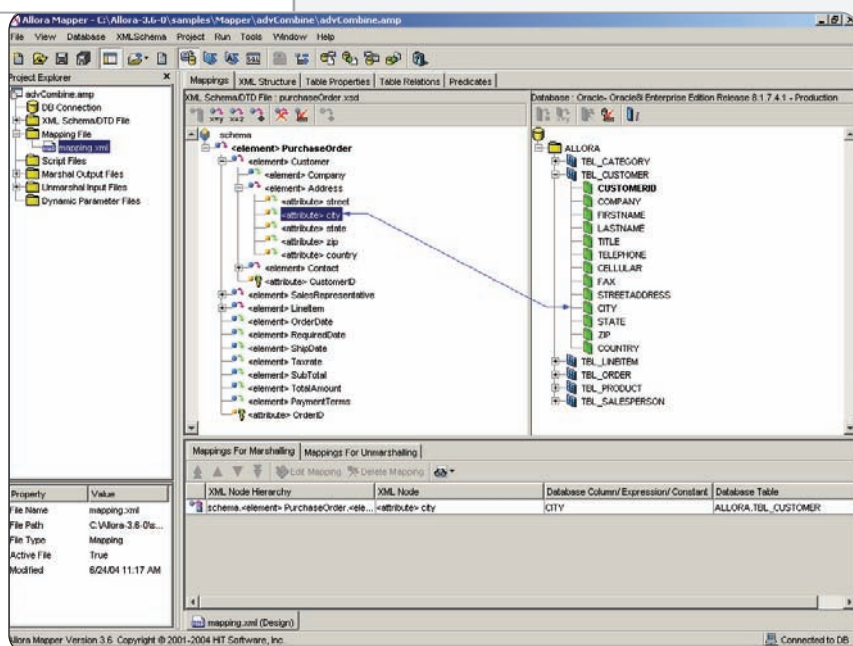 Allora Mapper - C:\Allora-3.6-0\samples\Mapper\advCombine\advCombine.amp
File View Database XMLSchema Project Run Tools Window Help
Project Explorer
advCombine.amp
DB Connection
XML Schema/DTD File
Mapping File
mapping.xml
Script Files
Marshal Output Files
Unmarshal Input Files
Dynamic Parameter Files
Mappings XML Structure Table Properties Table Relations Predicates
XML Schema/DTD File : purchaseOrder.xsd
schema
<element> PurchaseOrder
<element> Customer
<element> Company
<element> Address
<attribute> street
<attribute> city
<attribute> state
<attribute> zip
<attribute> country
<element> Contact
<attribute> CustomerID
<element> SalesRepresentative
<element> LineItem
<element> OrderDate
<element> RequiredDate
<element> ShipDate
<element> Taxrate
<element> SubTotal
<element> TotalAmount
<element> PaymentTerms
<attribute> OrderID
Database : Oracle- Oracle8i Enterprise Edition Release 8.1.7.4.1 - Production
ALLORA
TBL_CATEGORY
TBL_CUSTOMER
CUSTOMERID
COMPANY
FIRSTNAME
LASTNAME
TITLE
TELEPHONE
CELLULAR
FAX
STREETADDRESS
CITY
STATE
ZIP
COUNTRY
TBL_LINEITEM
TBL_ORDER
TBL_PRODUCT
TBL_SALESPERSON
Mappings For Marshalling Mappings For Unmarshalling
Edit Mapping Delete Mapping
XML Node Hierarchy XML Node Database Column/ Expression/ Constant Database Table
schema.<element> PurchaseOrder.<ele... <attribute> city CITY ALLORA.TBL_CUSTOMER
Property Value
File Name mapping.xml
File Path C:\Allora-3.6-0\s...
File Type Mapping
Active File True
Modified 6/24/04 11:17 AM
mapping.xml (Design)
Allora Mapper Version 3.6 Copyright © 2001-2004 HiT Software, Inc. Connected to DB